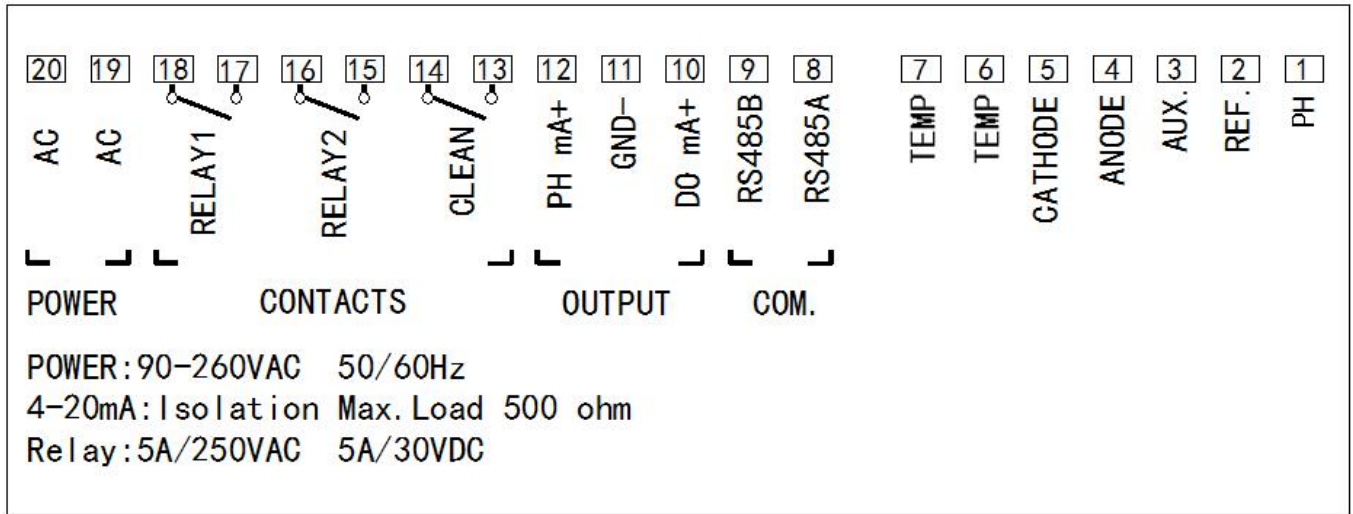 20 19 18 17 16 15 14 13 12 11 10 9 8 7 6 5 4 3 2 1
AC
AC
RELAY1
RELAY2
CLEAN
PH mA+
GND-
DO mA+
RS485B
RS485A
TEMP
TEMP
CATHODE
ANODE
AUX.
REF.
PH
POWER CONTACTS OUTPUT COM.
POWER:90-260VAC 50/60Hz
4-20mA:Isolation Max.Load 500 ohm
Relay:5A/250VAC 5A/30VDC